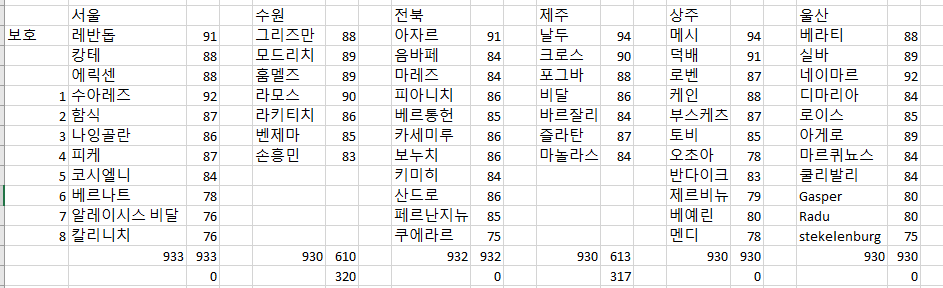 서울 수원 전북 제주 상주 울산
보호 레반돕 91 그리즈만 88 아자르 91 날두 94 메시 94 베라티 88
캉테 88 모드리치 89 음바페 84 크로스 90 덕배 91 실바 89
에릭센 88 훔멜즈 89 마레즈 84 포그바 88 로벤 87 네이마르 92
1 수아레즈 92 라모스 90 피아니치 86 비달 86 케인 88 디마리아 84
2 함식 87 라키티치 86 베르통헌 85 바르잘리 84 부스케츠 87 로이스 85
3 나잉골란 86 벤제마 85 카세미루 86 즐라탄 87 토비 85 아게로 89
4 피케 87 손흥민 83 보누치 86 마놀라스 84 오초아 78 마르퀴뇨스 84
5 코시엘니 84 키미히 84 반다이크 83 쿨리발리 84
6 베르나트 78 산드로 86 제르비뉴 79 Gasper 80
7 알레이시스 비달 76 페르난지뉴 85 베예린 80 Radu 80
8 칼리니치 76 쿠에라르 75 멘디 78 stekelenburg 75
933 933 930 610 932 932 930 613 930 930 930 930
0 320 0 317 0 0